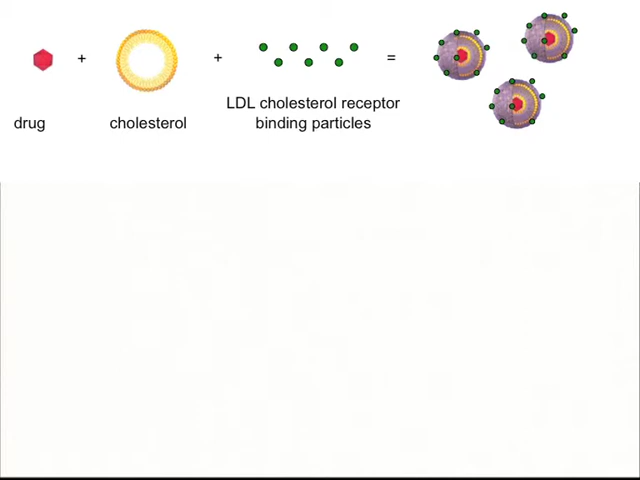 + + =
LDL cholesterol receptor
drug cholesterol binding particles